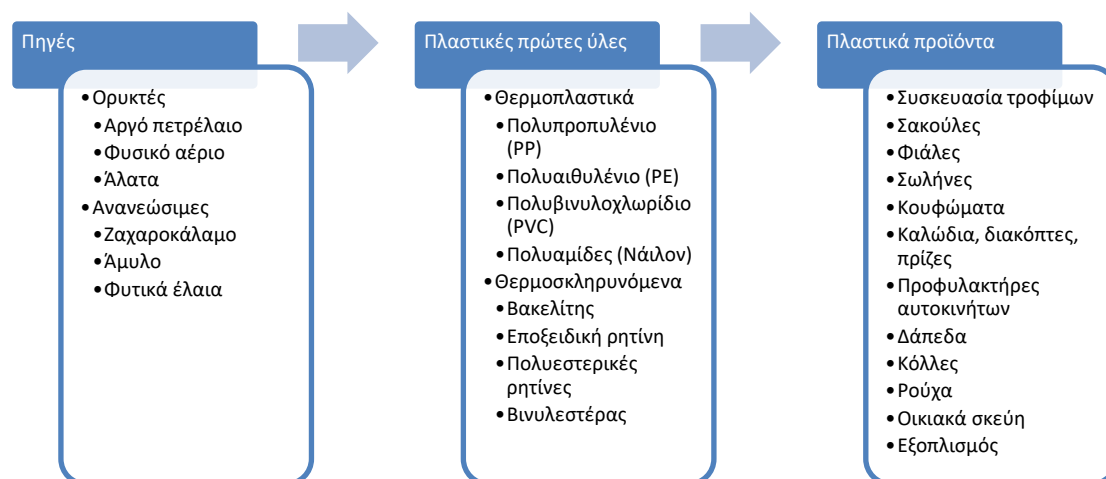 Πηγές
•Ορυκτές
•Αργό πετρέλαιο
•Φυσικό αέριο
•Άλατα
•Ανανεώσιμες
•Ζαχαροκάλαμο
•Άμυλο
•Φυτικά έλαια
Πλαστικές πρώτες ύλες
•Θερμοπλαστικά
•Πολυπροπυλένιο
(PP)
•Πολυαιθυλένιο (PE)
•Πολυβινυλοχλωρίδιο
(PVC)
•Πολυαμίδες (Νάιλον)
•Θερμοσκληρυνόμενα
•Βακελίτης
•Εποξειδική ρητίνη
•Πολυεστερικές
ρητίνες
•Βινυλεστέρας
Πλαστικά προϊόντα
•Συσκευασία τροφίμων
•Σακούλες
•Φιάλες
•Σωλήνες
•Κουφώματα
•Καλώδια, διακόπτες,
πρίζες
•Προφυλακτήρες
αυτοκινήτων
•Δάπεδα
•Κόλλες
•Ρούχα
•Οικιακά σκεύη
•Εξοπλισμός